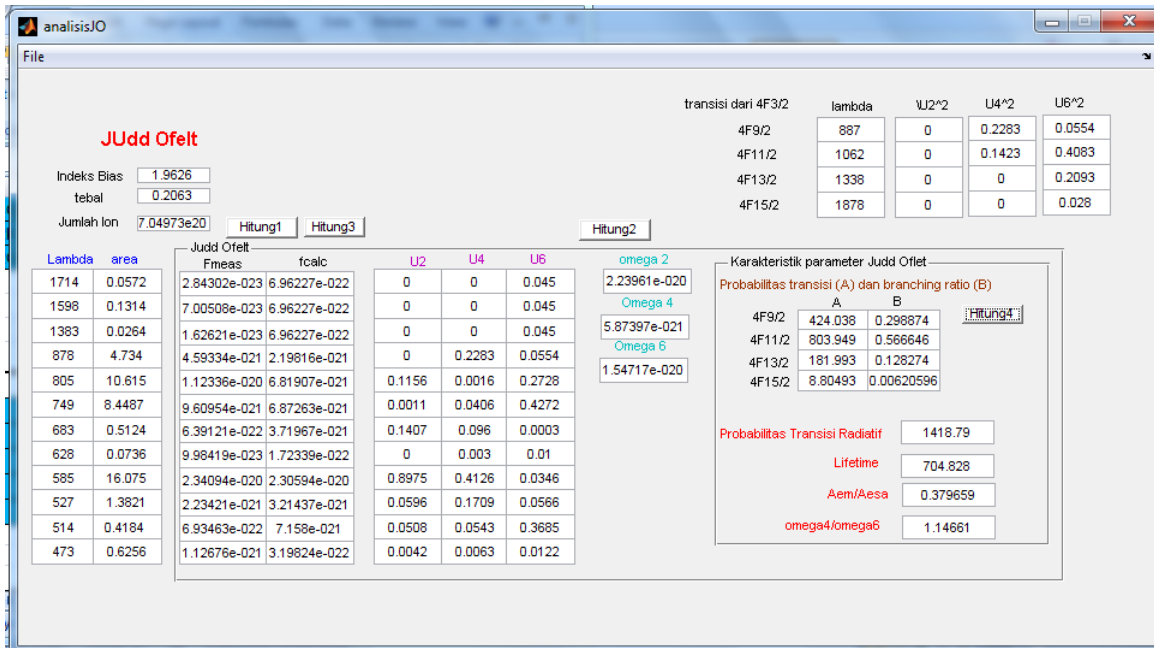 analisisJO
File
transisi dari 4F3/2 lambda \U2^2 U4^2 U6^2
4F9/2 887 0 0.2283 0.0554
4F11/2 1062 0 0.1423 0.4083
4F13/2 1338 0 0 0.2093
4F15/2 1878 0 0 0.028
JUdd Ofelt
Indeks Bias 1.9626
tebal 0.2063
Jumlah Ion 7.04973e20 Hitung1 Hitung3 Hitung2
Judd Ofelt
Lambda area Fmeas fcalc U2 U4 U6
1714 0.0572 2.84302e-023 6.96227e-022 0 0 0.045
1598 0.1314 7.00508e-023 6.96227e-022 0 0 0.045
1383 0.0264 1.62621e-023 6.96227e-022 0 0 0.045
878 4.734 4.59334e-021 2.19816e-021 0 0.2283 0.0554
805 10.615 1.12336e-020 6.81907e-021 0.1156 0.0016 0.2728
749 8.4487 9.60954e-021 6.87263e-021 0.0011 0.0406 0.4272
683 0.5124 6.39121e-022 3.71967e-021 0.1407 0.096 0.0003
628 0.0736 9.98419e-023 1.72339e-022 0 0.003 0.01
585 16.075 2.34094e-020 2.30594e-020 0.8975 0.4126 0.0346
527 1.3821 2.23421e-021 3.21437e-021 0.0596 0.1709 0.0566
514 0.4184 6.93463e-022 7.158e-021 0.0508 0.0543 0.3685
473 0.6256 1.12676e-021 3.19824e-022 0.0042 0.0063 0.0122
omega 2
2.23961e-020
Omega 4
5.87397e-021
Omega 6
1.54717e-020
Karakteristik parameter Judd Oflet
Probabilitas transisi (A) dan branching ratio (B)
A B
4F9/2 424.038 0.298874 Hitung4
4F11/2 803.949 0.566646
4F13/2 181.993 0.128274
4F15/2 8.80493 0.00620596
Probabilitas Transisi Radiatif 1418.79
Lifetime 704.828
Aem/Aesa 0.379659
omega4/omega6 1.14661